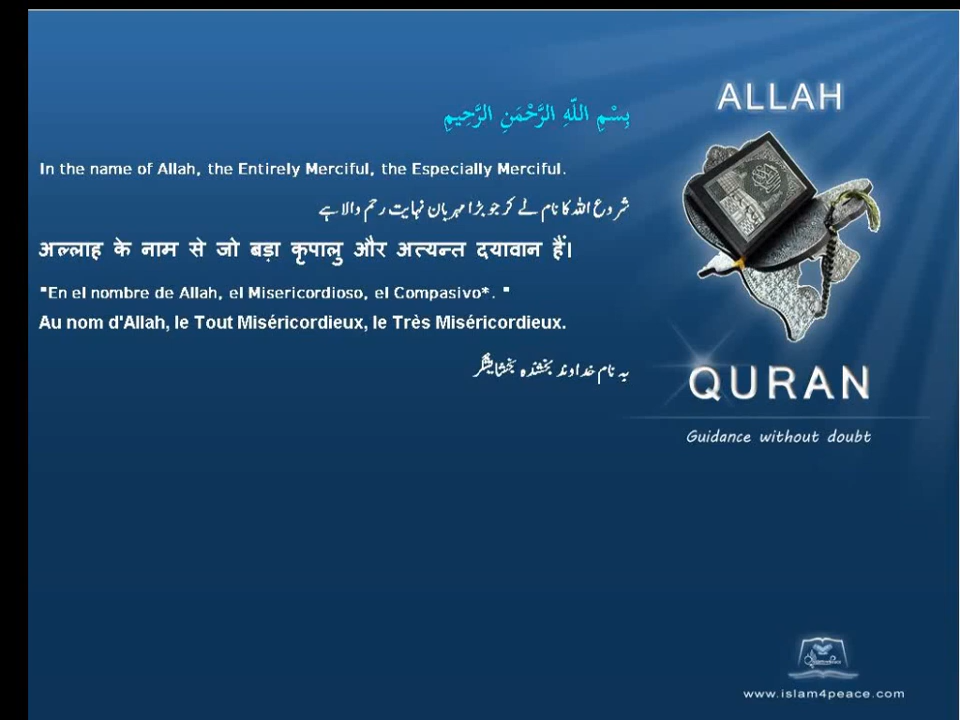 بِسْمِ اللَّهِ الرَّحْمَنِ الرَّحِيمِ
In the name of Allah, the Entirely Merciful, the Especially Merciful.
شروع اللہ کا نام لے کر جو بڑا مہربان نہایت رحم والا ہے
अल्लाह के नाम से जो बड़ा कृपालु और अत्यन्त दयावान हैं।
"En el nombre de Allah, el Misericordioso, el Compasivo*. "
Au nom d'Allah, le Tout Miséricordieux, le Très Miséricordieux.
به نام خداوند بخشنده بخشایشگر
ALLAH
QURAN
Guidance without doubt
www.islam4peace.com